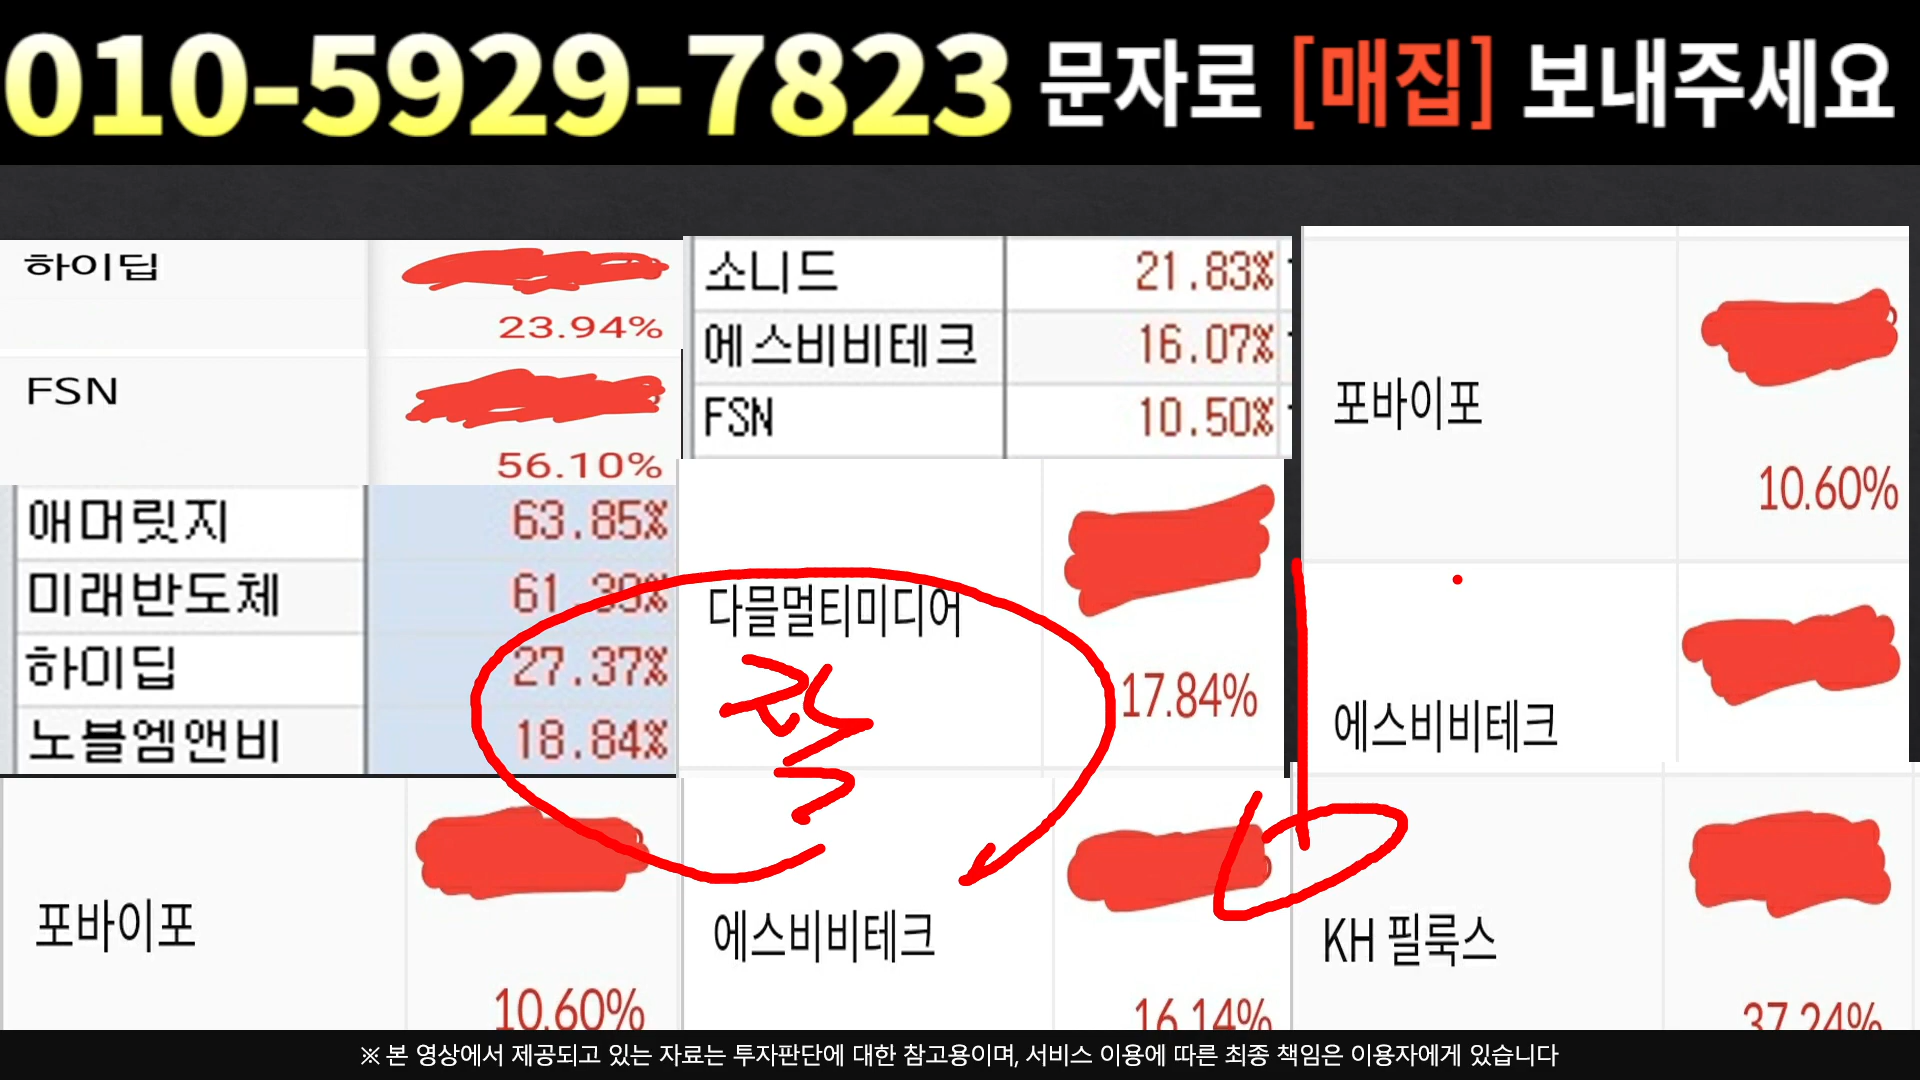 010-5929-7823 문자로 [매집] 보내주세요
하이딥
23.94%
FSN
56.10%
애머릿지 63.85%
미래반도체 61.39%
하이딥 27.37%
노블엠앤비 18.84%
포바이포
10.60%
소니드 21.83%
에스비비테크 16.07%
FSN 10.50%
다믈멀티미디어
17.84%
에스비비테크
16.14%
포바이포
10.60%
에스비비테크
KH 필룩스
37.24%
※ 본 영상에서 제공되고 있는 자료는 투자판단에 대한 참고용이며, 서비스 이용에 따른 최종 책임은 이용자에게 있습니다